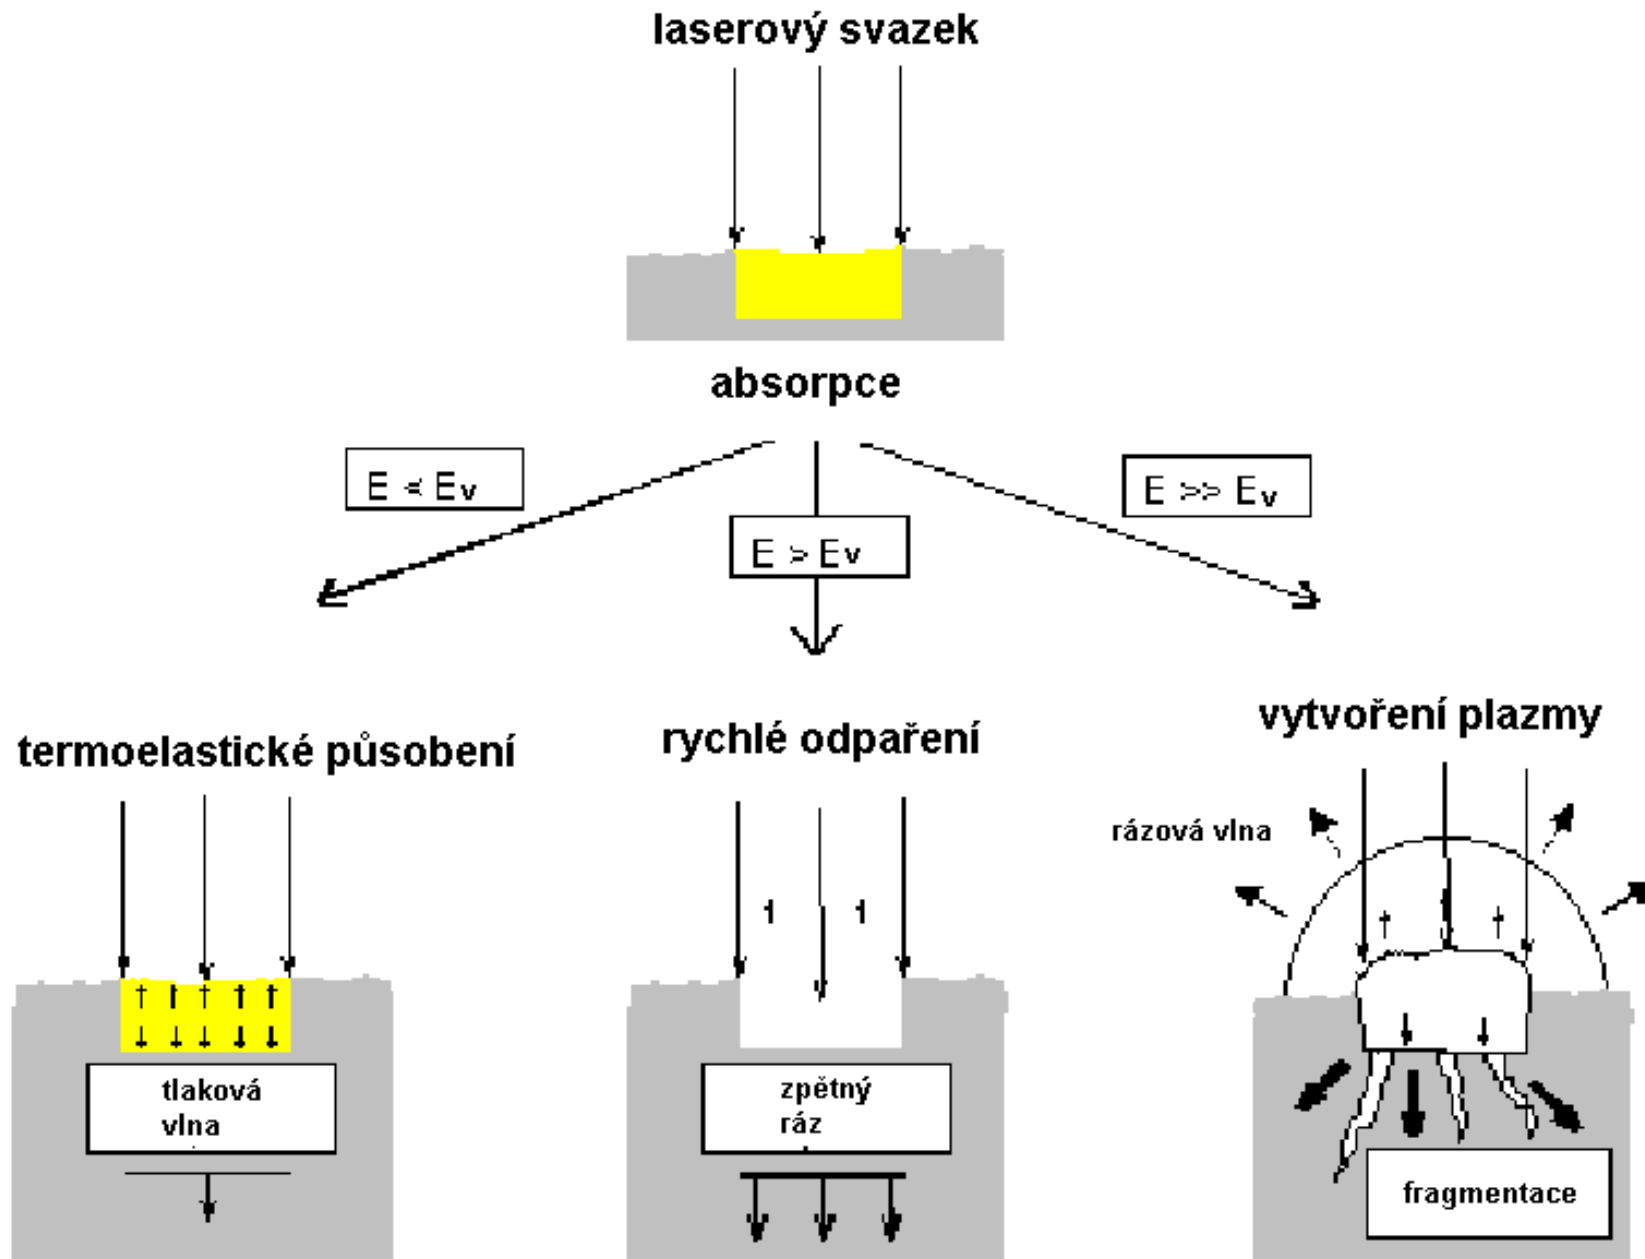 laserový svazek
absorpce
E < Ev
E > Ev
E >> Ev
termoelastické působení
rychlé odpaření
vytvoření plazmy
rázová vlna
tlaková
vlna
zpětný
ráz
fragmentace